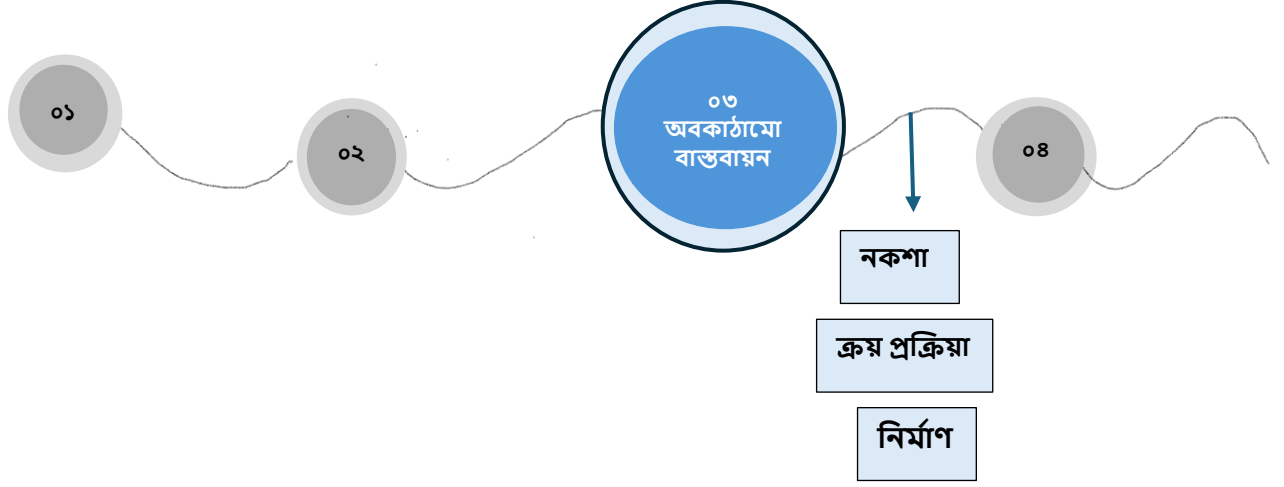 ০১
০২
০৩
অবকাঠামো
বাস্তবায়ন
০৪
নকশা
ক্রয় প্রক্রিয়া
নির্মাণ